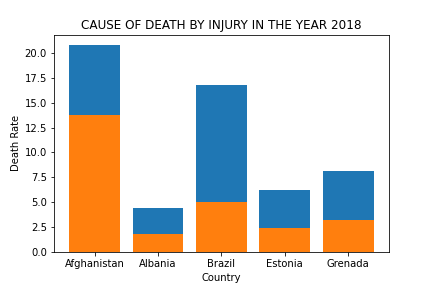 CAUSE OF DEATH BY INJURY IN THE YEAR 2018
20.0
17.5
15.0
12.5
10.0
7.5
5.0
2.5
0.0
Death Rate
Afghanistan Albania Brazil Estonia Grenada
Country